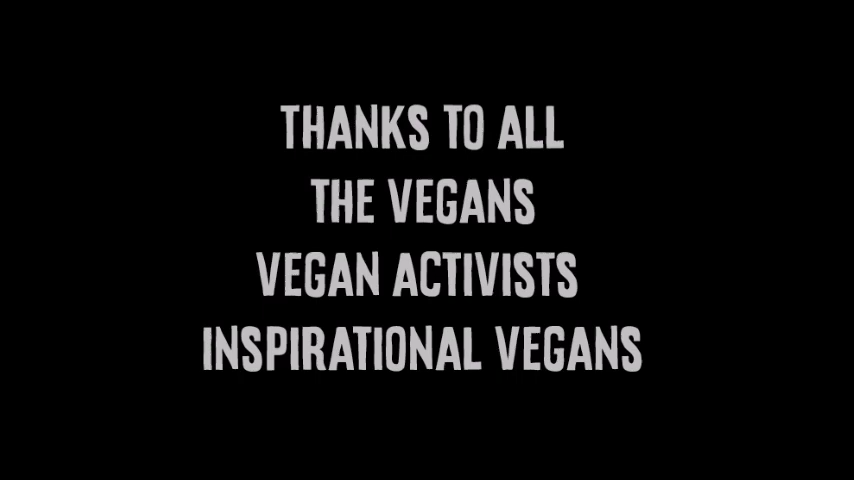 THANKS TO ALL
THE VEGANS
VEGAN ACTIVISTS
INSPIRATIONAL VEGANS